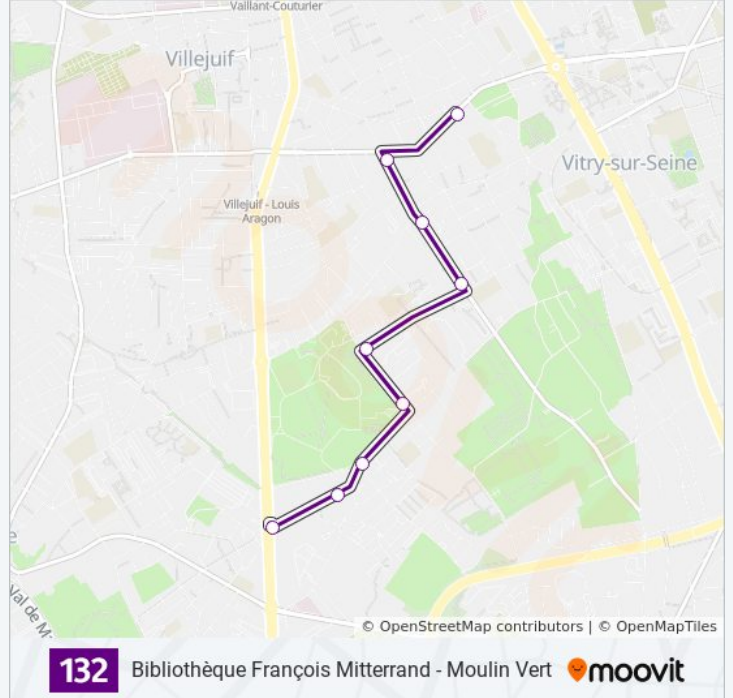 Vaillant-Couturier
Villejuif
Vitry-sur-Seine
Villejuif - Louis
Aragon
Val de M
© OpenStreetMap contributors | © OpenMapTiles
132 Bibliothèque François Mitterrand - Moulin Vert moovit